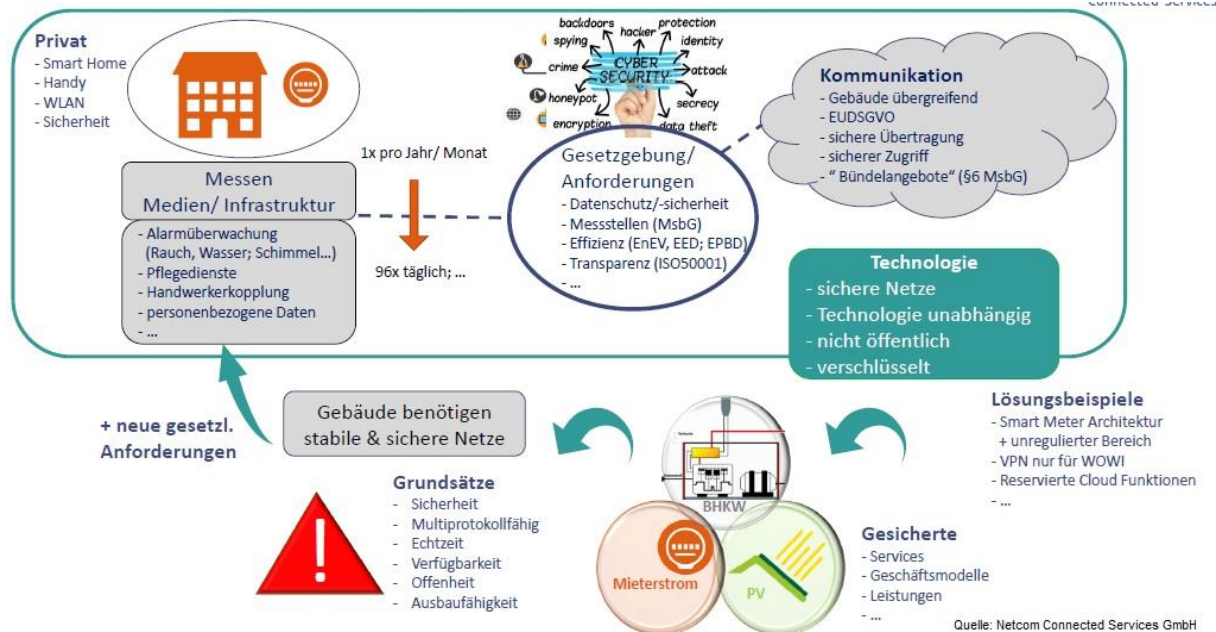 Connected Services
Privat
- Smart Home
- Handy
- WLAN
- Sicherheit
backdoors
hacker
protection
spying
identity
crime
CYBER
SECURITY
attack
honeypot
secrecy
encryption
data theft
Kommunikation
- Gebäude übergreifend
- EUDSGVO
- sichere Übertragung
- sicherer Zugriff
- “ Bündelangebote“ (§6 MsbG)
Messen
Medien/ Infrastruktur
- Alarmüberwachung
(Rauch, Wasser; Schimmel...)
- Pflegedienste
- Handwerkerkopplung
- personenbezogene Daten
- ...
1x pro Jahr/ Monat
96x täglich; ...
Gesetzgebung/
Anforderungen
- Datenschutz/-sicherheit
- Messstellen (MsbG)
- Effizienz (EnEV, EED; EPBD)
- Transparenz (ISO50001)
- ...
Technologie
- sichere Netze
- Technologie unabhängig
- nicht öffentlich
- verschlüsselt
+ neue gesetzl.
Anforderungen
Gebäude benötigen
stabile & sichere Netze
Grundsätze
- Sicherheit
- Multiprotokollfähig
- Echtzeit
- Verfügbarkeit
- Offenheit
- Ausbaufähigkeit
BHKW
Mieterstrom
PV
Lösungsbeispiele
- Smart Meter Architektur
+ unregulierter Bereich
- VPN nur für WOWI
- Reservierte Cloud Funktionen
- ...
Gesicherte
- Services
- Geschäftsmodelle
- Leistungen
- ...
Quelle: Netcom Connected Services GmbH